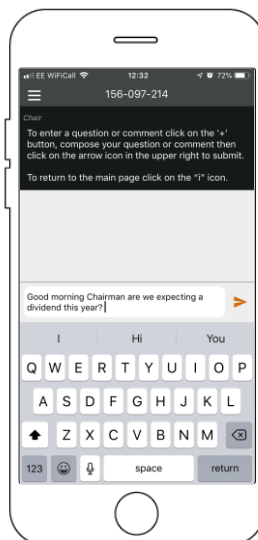 EE WiFiCall 12:32 72%
156-097-214
Chair
To enter a question or comment click on the '+'
button, compose your question or comment then
click on the arrow icon in the upper right to submit.
To return to the main page click on the “i” icon.
Good morning Chairman are we expecting a
dividend this year?
I Hi You
Q W E R T Y U I O P
A S D F G H J K L
Z X C V B N M
123 space return